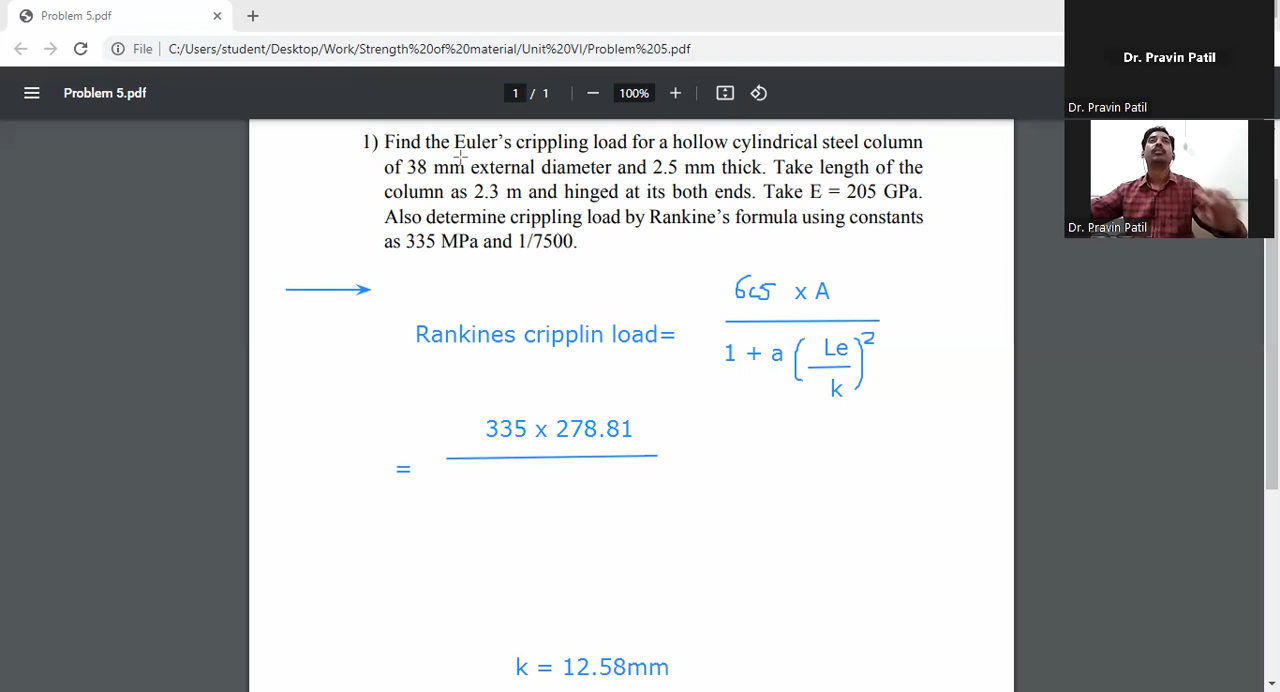 Problem 5.pdf
File C:/Users/student/Desktop/Work/Strength%20of%20material/Unit%20VI/Problem%205.pdf
Problem 5.pdf
1 / 1
100%
Dr. Pravin Patil
Dr. Pravin Patil
Dr. Pravin Patil
1) Find the Euler’s crippling load for a hollow cylindrical steel column
of 38 mm external diameter and 2.5 mm thick. Take length of the
column as 2.3 m and hinged at its both ends. Take E = 205 GPa.
Also determine crippling load by Rankine’s formula using constants
as 335 MPa and 1/7500.
6c5 x A
Rankines cripplin load=
1 + a ( Le / k )2
335 x 278.81
=
k = 12.58mm